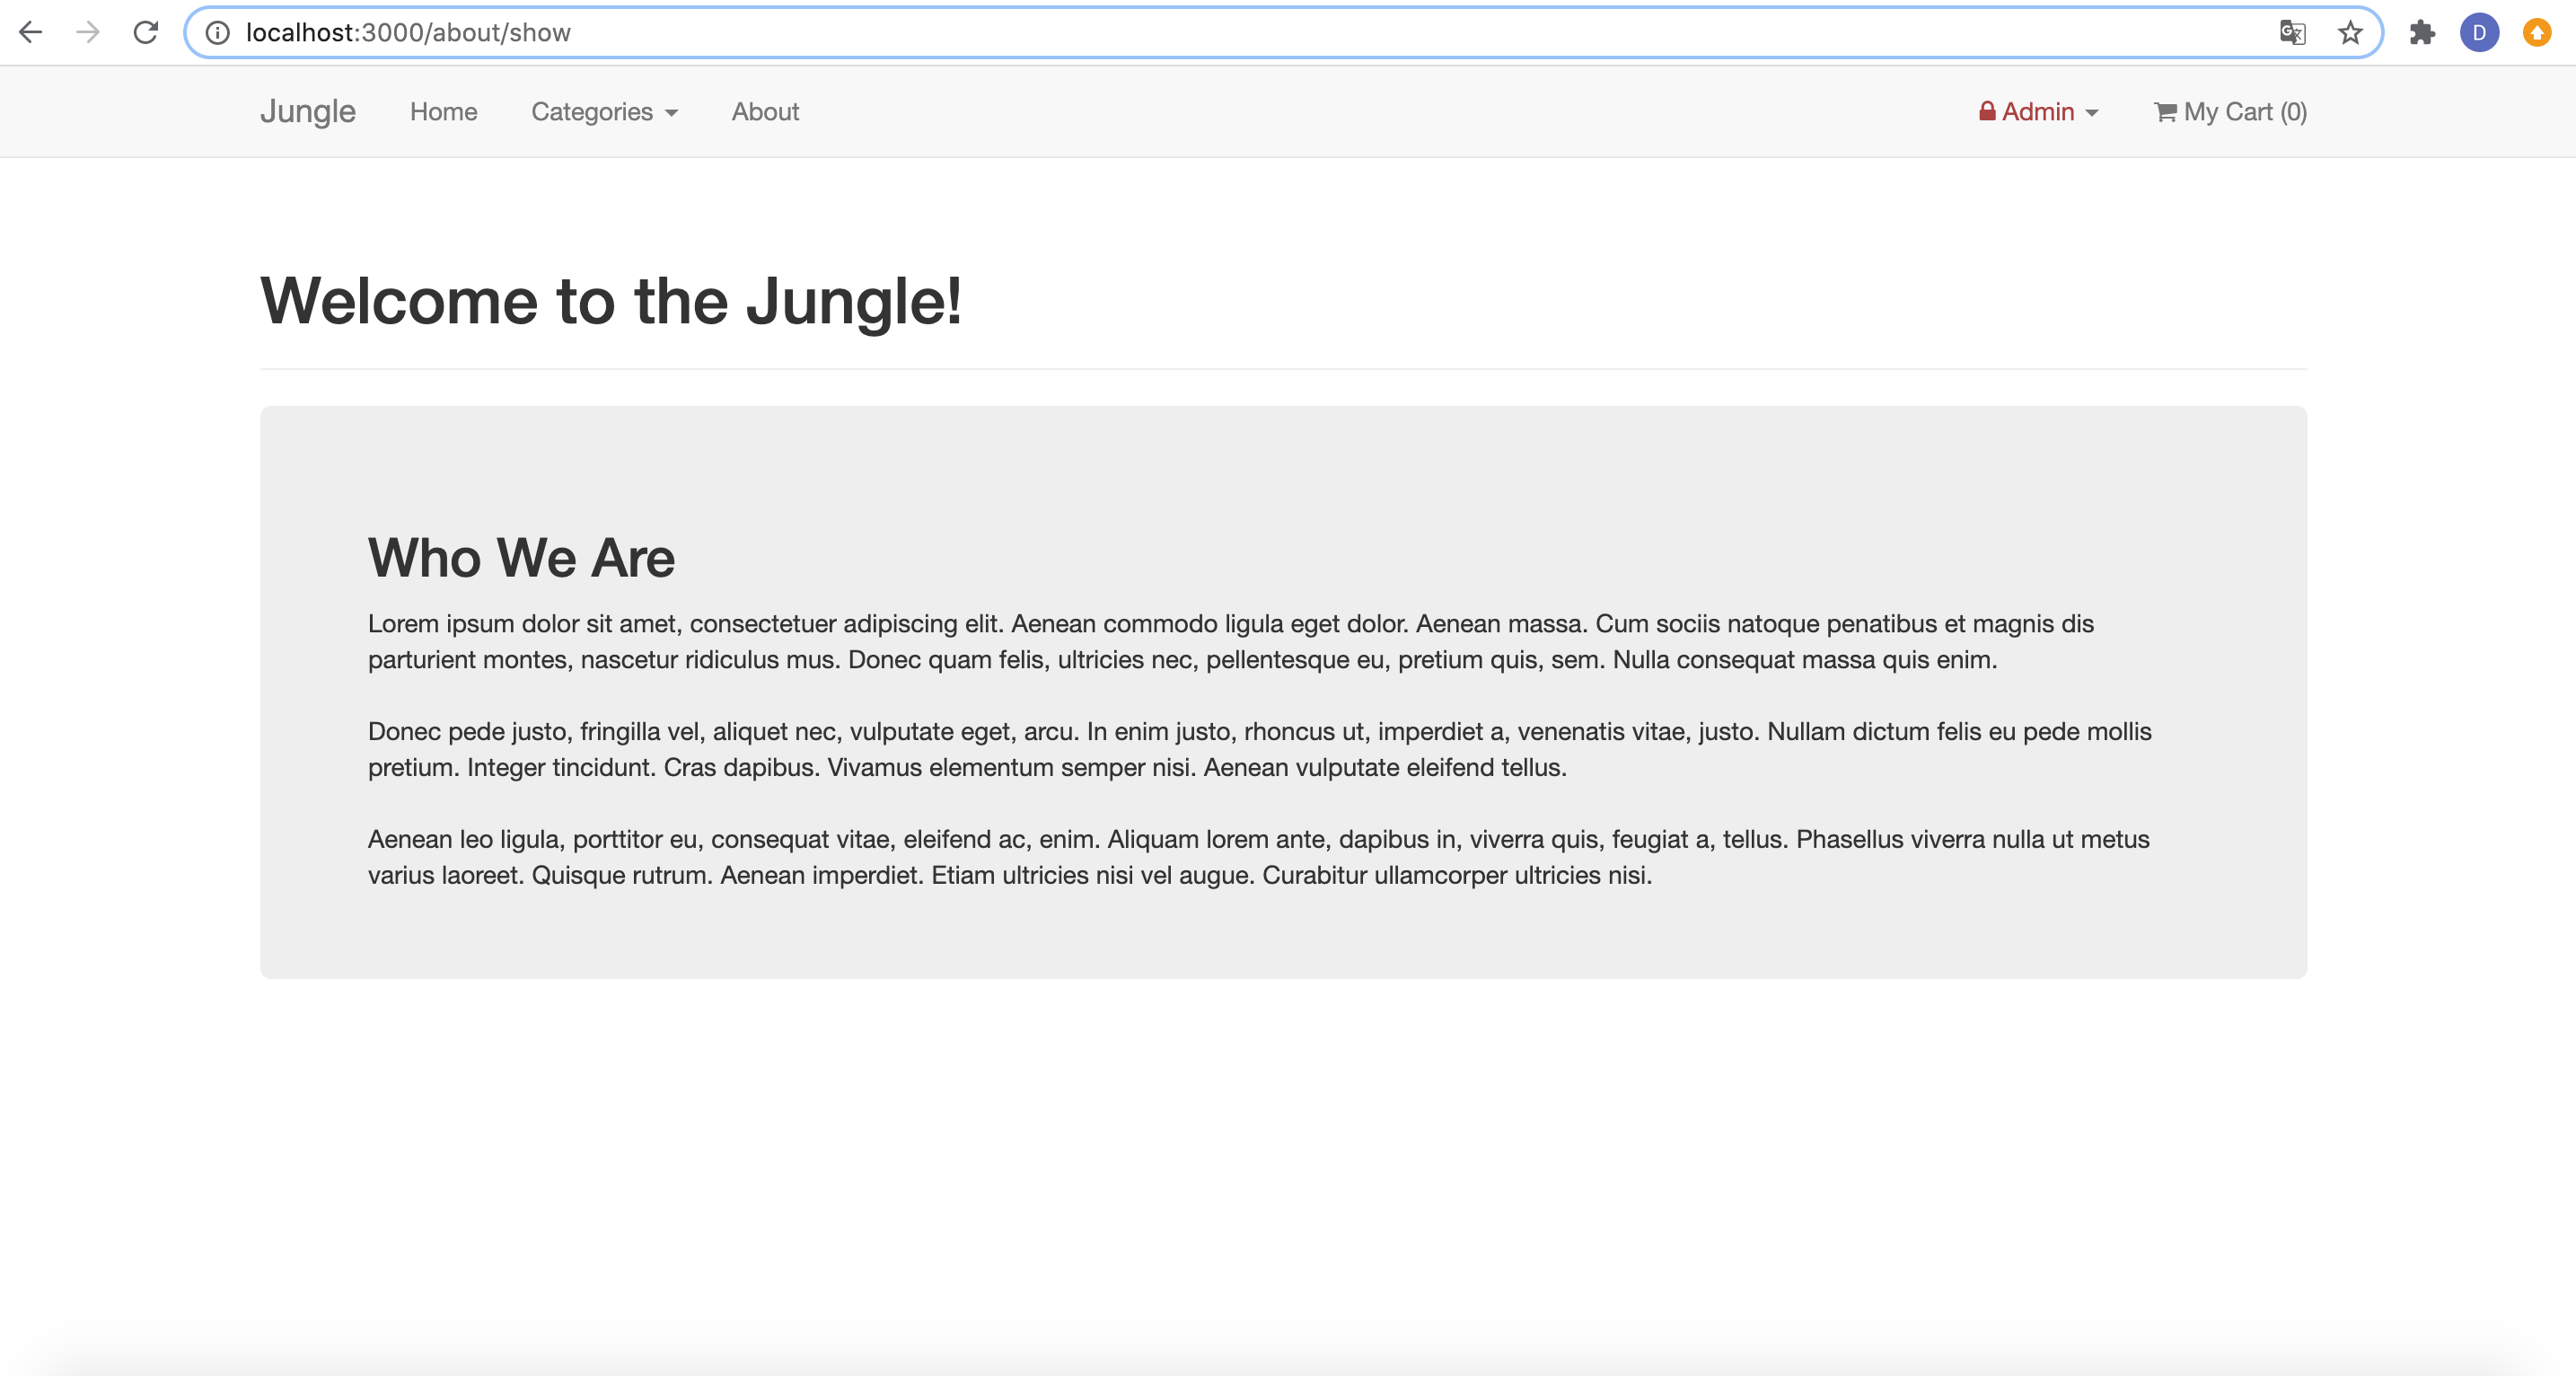 localhost:3000/about/show
D
Jungle Home Categories About Admin My Cart (0)
Welcome to the Jungle!
Who We Are
Lorem ipsum dolor sit amet, consectetuer adipiscing elit. Aenean commodo ligula eget dolor. Aenean massa. Cum sociis natoque penatibus et magnis dis
parturient montes, nascetur ridiculus mus. Donec quam felis, ultricies nec, pellentesque eu, pretium quis, sem. Nulla consequat massa quis enim.
Donec pede justo, fringilla vel, aliquet nec, vulputate eget, arcu. In enim justo, rhoncus ut, imperdiet a, venenatis vitae, justo. Nullam dictum felis eu pede mollis
pretium. Integer tincidunt. Cras dapibus. Vivamus elementum semper nisi. Aenean vulputate eleifend tellus.
Aenean leo ligula, porttitor eu, consequat vitae, eleifend ac, enim. Aliquam lorem ante, dapibus in, viverra quis, feugiat a, tellus. Phasellus viverra nulla ut metus
varius laoreet. Quisque rutrum. Aenean imperdiet. Etiam ultricies nisi vel augue. Curabitur ullamcorper ultricies nisi.